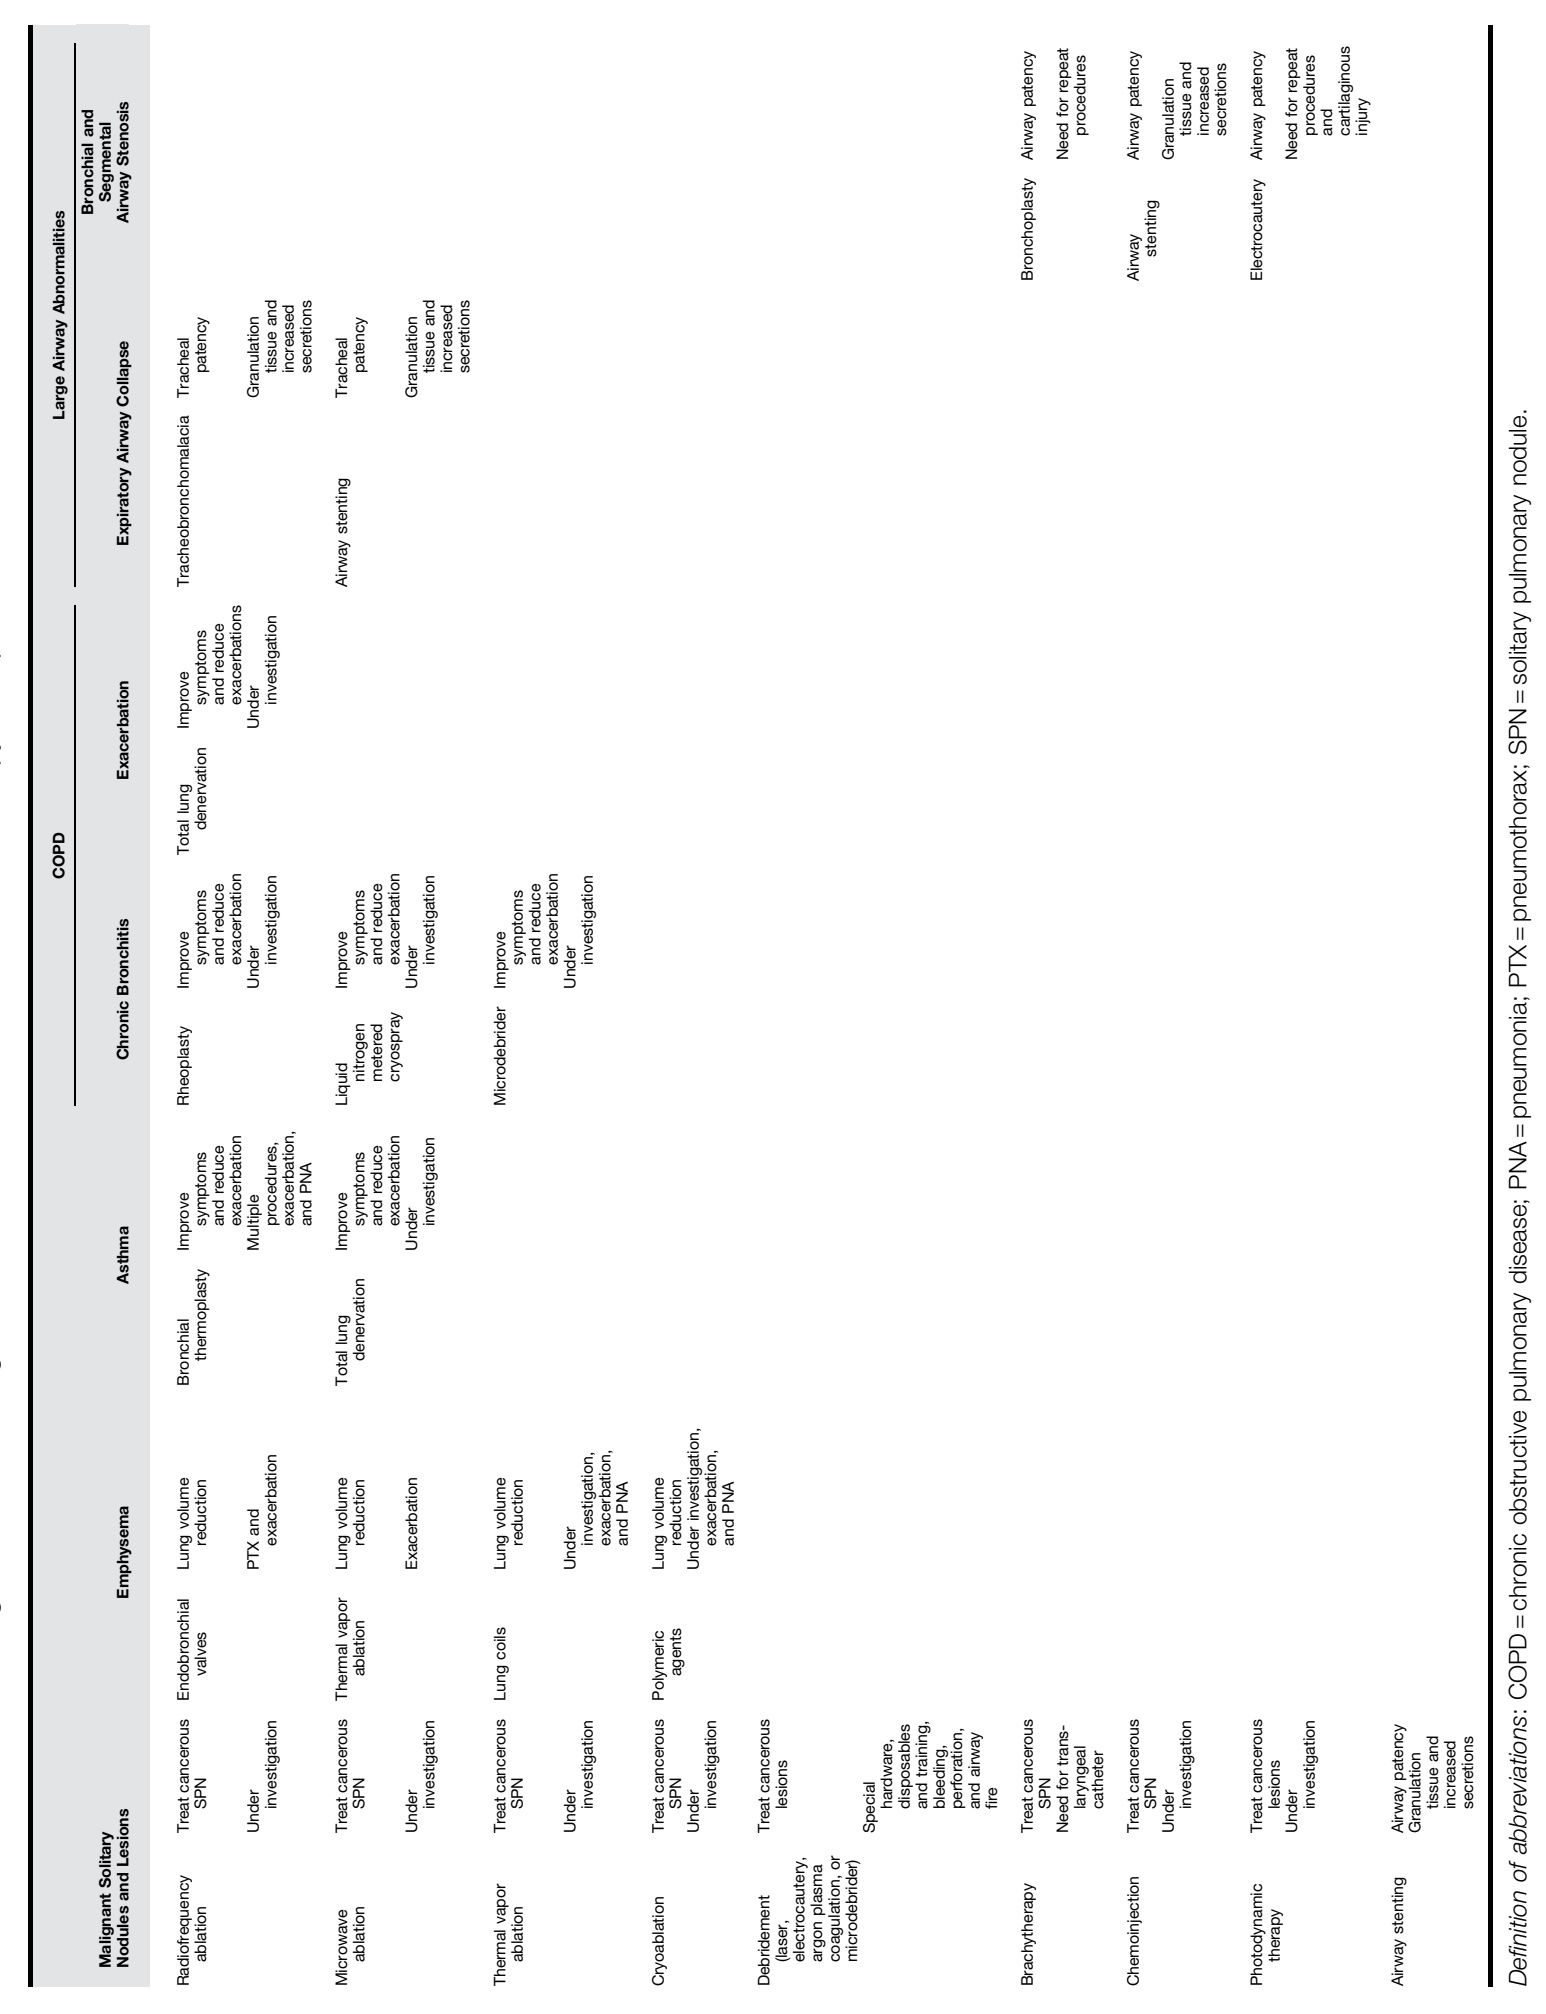 COPD
Large Airway Abnormalities
Malignant Solitary
Nodules and Lesions
Emphysema
Asthma
Chronic Bronchitis
Exacerbation
Expiratory Airway Collapse
Bronchial and
Segmental
Airway Stenosis
Radiofrequency
ablation
Treat cancerous
SPN
Under
investigation
Endobronchial
valves
Lung volume
reduction
PTX and
exacerbation
Bronchial
thermoplasty
Improve
symptoms
and reduce
exacerbation
Multiple
procedures,
exacerbation,
and PNA
Rheoplasty
Improve
symptoms
and reduce
exacerbation
Under
investigation
Total lung
denervation
Improve
symptoms
and reduce
exacerbations
Under
investigation
Tracheobronchomalacia
Tracheal
patency
Granulation
tissue and
increased
secretions
Microwave
ablation
Treat cancerous
SPN
Under
investigation
Thermal vapor
ablation
Lung volume
reduction
Exacerbation
Total lung
denervation
Improve
symptoms
and reduce
exacerbation
Under
investigation
Liquid
nitrogen
metered
cryospray
Improve
symptoms
and reduce
exacerbation
Under
investigation
Airway stenting
Tracheal
patency
Granulation
tissue and
increased
secretions
Thermal vapor
ablation
Treat cancerous
SPN
Under
investigation
Lung coils
Lung volume
reduction
Under
investigation,
exacerbation,
and PNA
Microdebrider
Improve
symptoms
and reduce
exacerbation
Under
investigation
Cryoablation
Treat cancerous
SPN
Under
investigation
Polymeric
agents
Lung volume
reduction
Under investigation,
exacerbation,
and PNA
Debridement
(laser,
electrocautery,
argon plasma
coagulation, or
microdebrider)
Treat cancerous
lesions
Special
hardware,
disposables
and training,
bleeding,
perforation,
and airway
fire
Brachytherapy
Treat cancerous
SPN
Need for trans-
laryngeal
catheter
Bronchoplasty
Airway patency
Need for repeat
procedures
Chemoinjection
Treat cancerous
SPN
Under
investigation
Airway
stenting
Airway patency
Granulation
tissue and
increased
secretions
Photodynamic
therapy
Treat cancerous
lesions
Under
investigation
Electrocautery
Airway patency
Need for repeat
procedures
and
cartilaginous
injury
Airway stenting
Airway patency
Granulation
tissue and
increased
secretions
Definition of abbreviations: COPD = chronic obstructive pulmonary disease; PNA = pneumonia; PTX = pneumothorax; SPN = solitary pulmonary nodule.